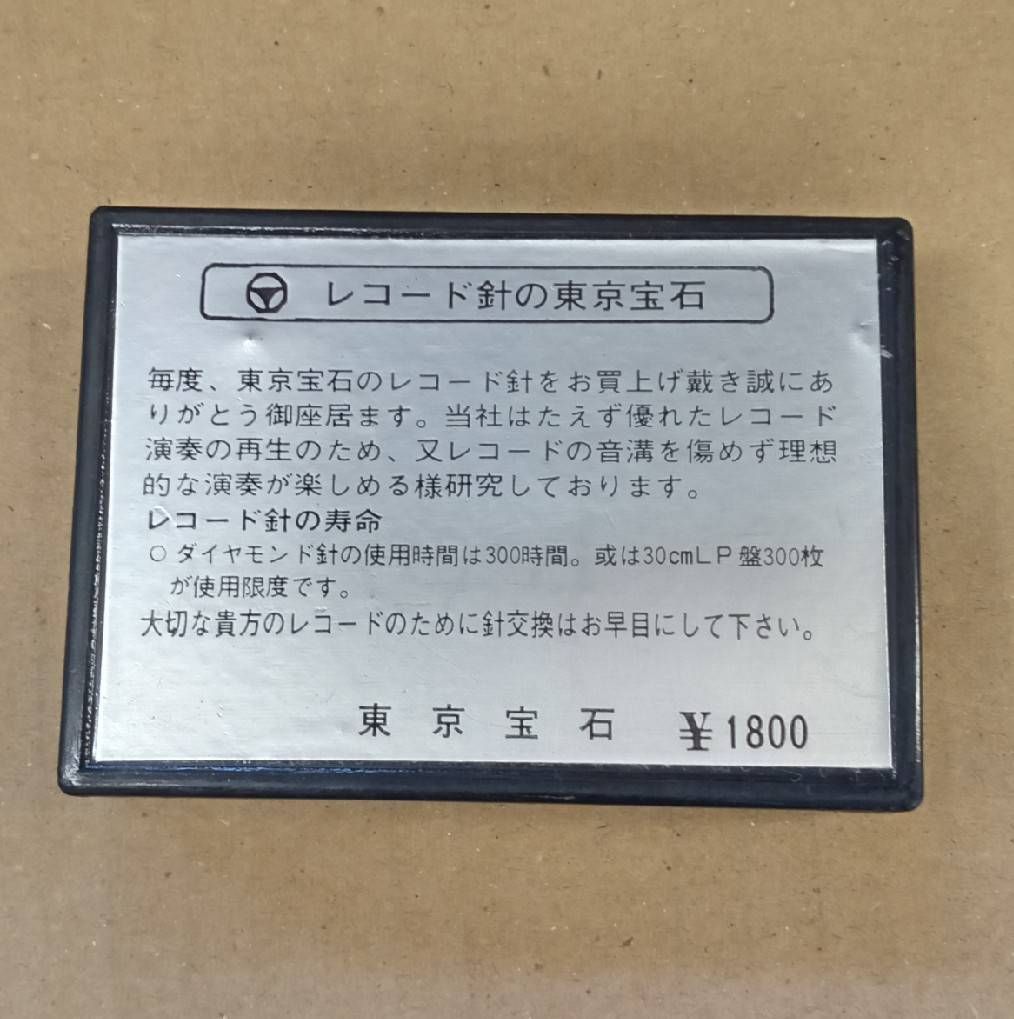 レコード針の東京宝石
毎度、東京宝石のレコード針をお買上げ戴き誠にあ
りがとう御座居ます。当社はたえず優れたレコード
演奏の再生のため、又レコードの音溝を傷めず理想
的な演奏が楽しめる様研究しております。
レコード針の寿命
○ ダイヤモンド針の使用時間は300時間。或は30cmLP盤300枚
が使用限度です。
大切な貴方のレコードのために針交換はお早目にして下さい。
東京宝石 ¥1800